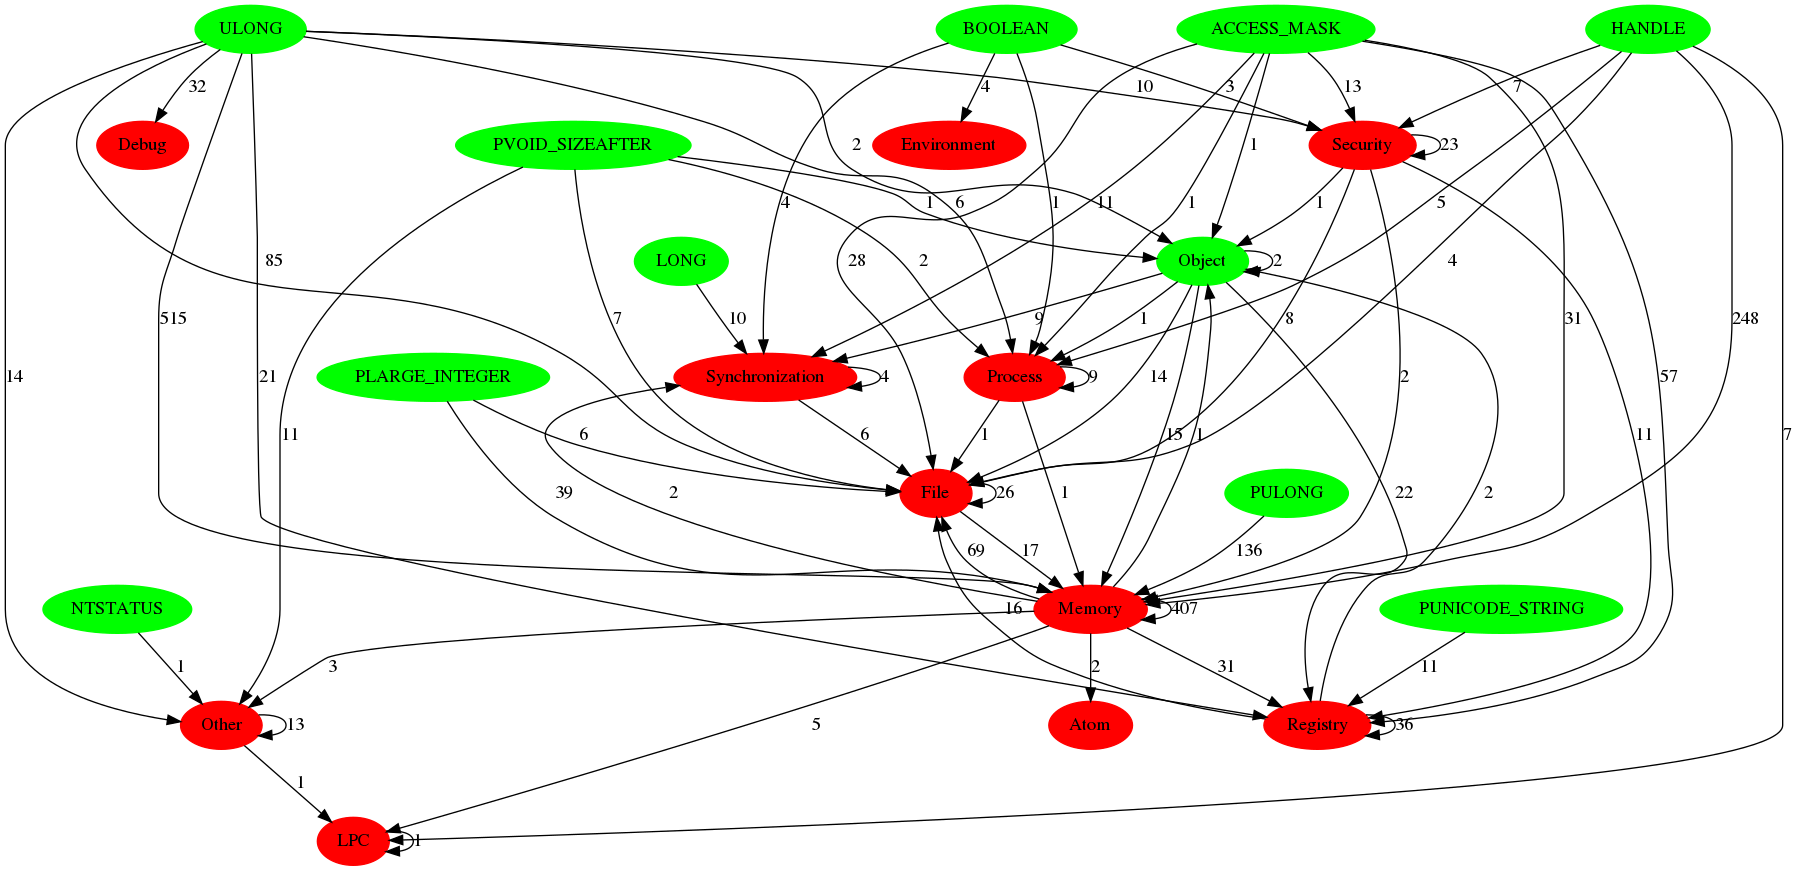 ULONG
BOOLEAN
ACCESS_MASK
HANDLE
32
4
10
3
13
7
Debug
PVOID_SIZEAFTER
Environment
Security
23
2
4
1
6
1
11
1
1
5
LONG
Object
2
85
28
2
4
515
10
7
9
1
8
31
248
14
21
PLARGE_INTEGER
Synchronization
4
Process
9
2
57
11
6
6
1
14
15
1
11
7
39
2
File
26
1
PULONG
22
2
69
17
136
NTSTATUS
16
Memory
407
PUNICODE_STRING
1
3
2
31
11
Other
13
5
Atom
Registry
36
1
LPC
1